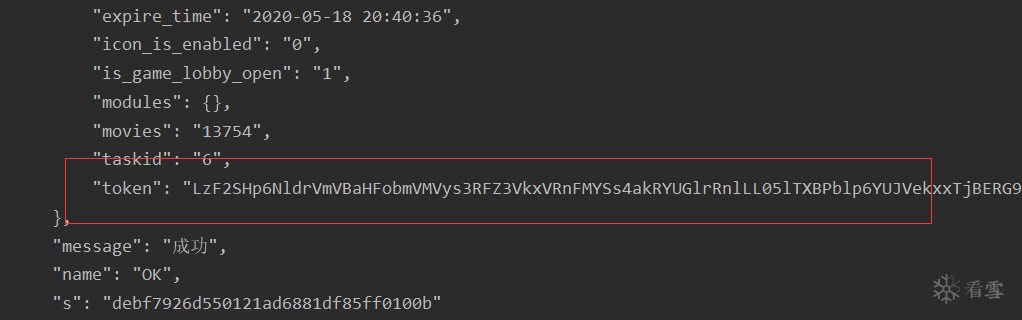 "expire_time": "2020-05-18 20:40:36",
"icon_is_enabled": "0",
"is_game_lobby_open": "1",
"modules": {},
"movies": "13754",
"taskid": "6",
"token": "LzF2SHp6NldrVmVBaHFobmVMVys3RFZ3VkxVRnFMYSs4akRYUGlrRnlLL05lTXBPblp6YUJVekxxTjBERG9
},
"message": "成功",
"name": "OK",
"s": "debf7926d550121ad6881df85ff0100b"
看雪